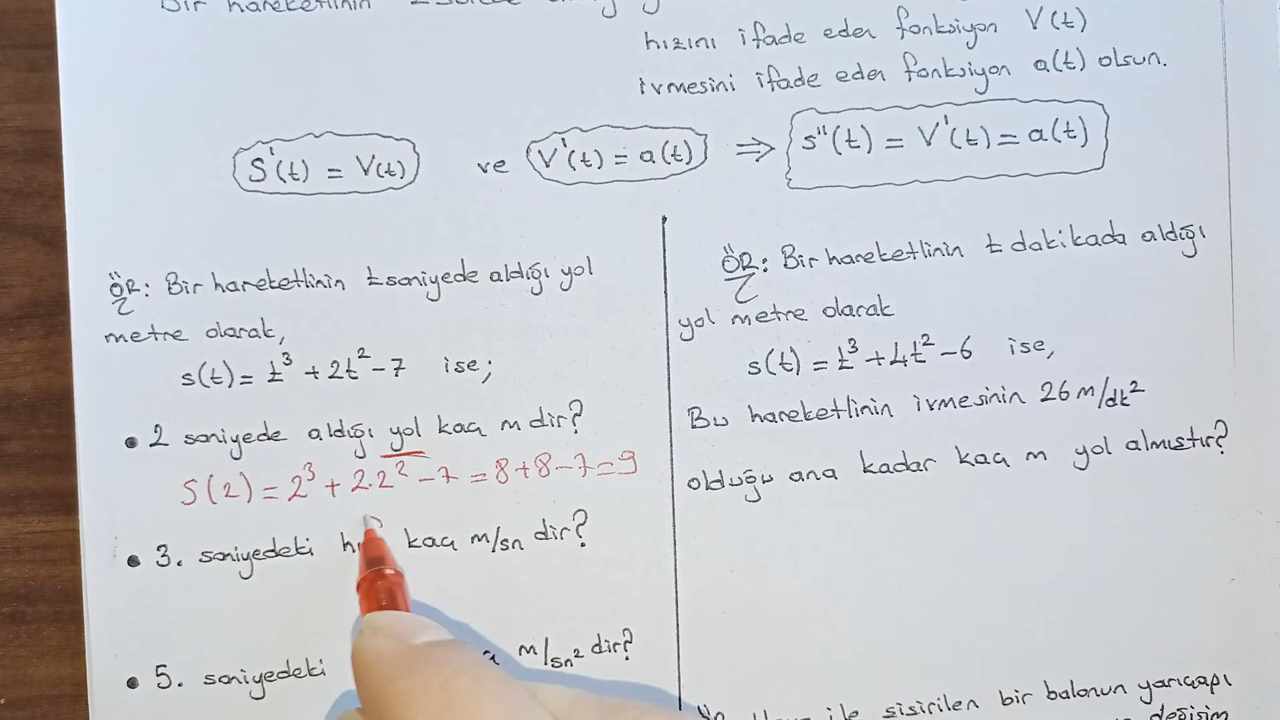 Bir hareketlinin
hızını ifade eden fonksiyon V(t)
ivmesini ifade eden fonksiyon a(t) olsun.
S'(t) = V(t) ve V'(t) = a(t) ⇒ s''(t) = V'(t) = a(t)
ÖR: Bir hareketlinin t saniyede aldığı yol
metre olarak,
s(t) = t³ + 2t² - 7 ise;
• 2 saniyede aldığı yol kaç m dir?
S(2) = 2³ + 2.2² - 7 = 8+8-7=9
• 3. saniyedeki kaç m/sn dir?
• 5. saniyedeki m/sn² dir?
ÖR: Bir hareketlinin t dakikada aldığı
yol metre olarak
s(t) = t³ + 4t² - 6 ise,
Bu hareketlinin ivmesinin 26 m/dk²
olduğu ana kadar kaç m yol almıştır?
ile şişirilen bir balonun yarıçapı
değişim